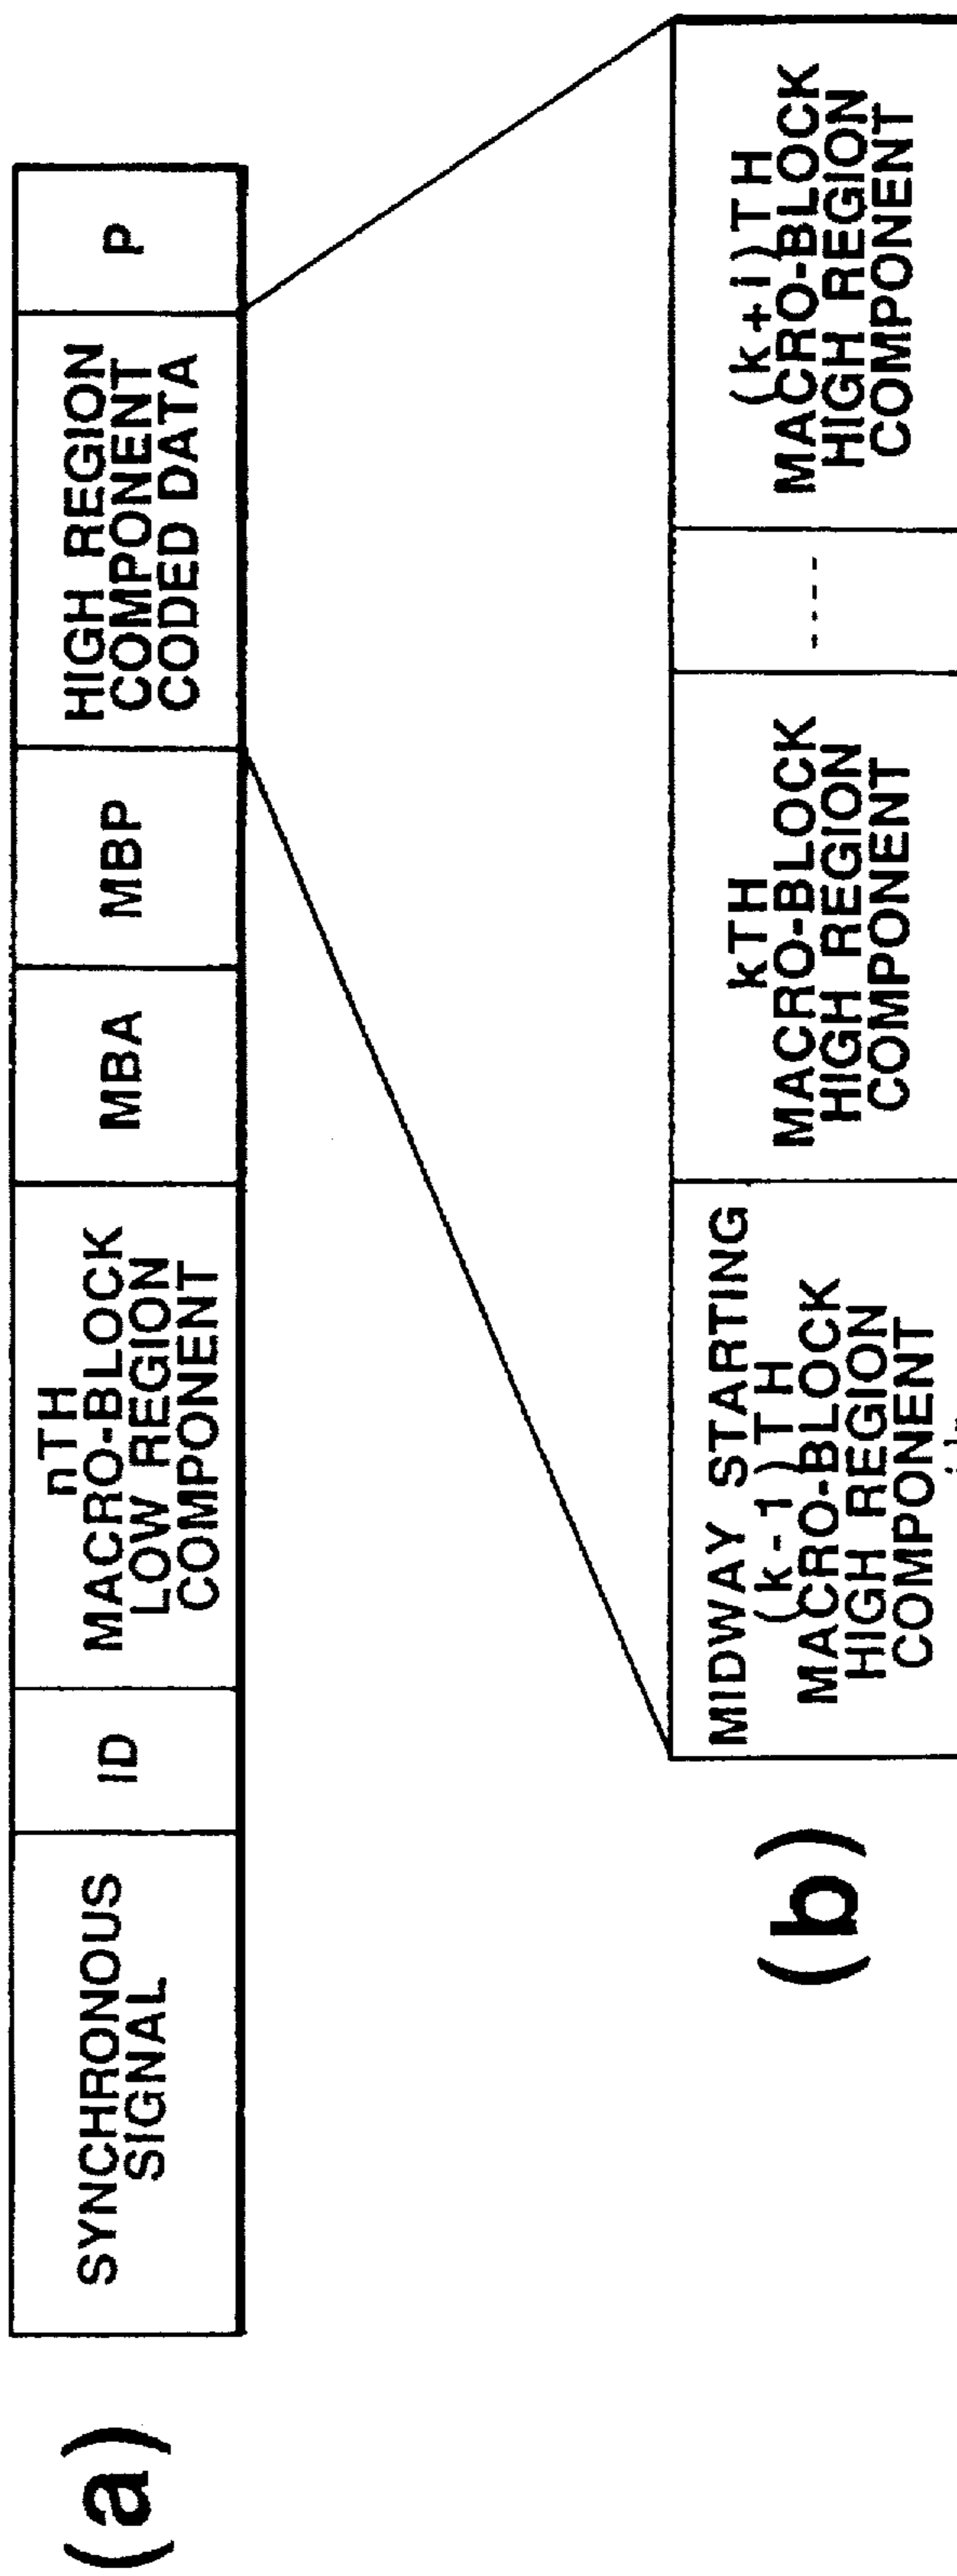 (a)
SYNCHRONOUS
SIGNAL
ID
nTH
MACRO-BLOCK
LOW REGION
COMPONENT
MBA
MBP
HIGH REGION
COMPONENT
CODED DATA
P
(b)
MIDWAY STARTING
(k-1)TH
MACRO-BLOCK
HIGH REGION
COMPONENT
kTH
MACRO-BLOCK
HIGH REGION
COMPONENT
----
(k+i)TH
MACRO-BLOCK
HIGH REGION
COMPONENT